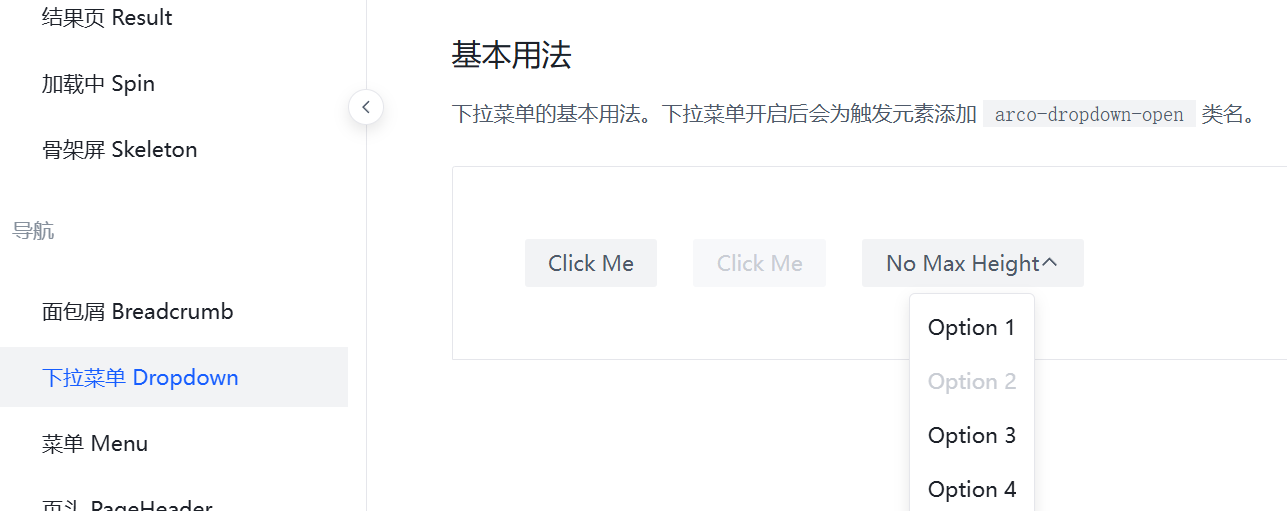 结果页 Result
加载中 Spin
骨架屏 Skeleton
导航
面包屑 Breadcrumb
下拉菜单 Dropdown
菜单 Menu
页头 PageHeader
基本用法
下拉菜单的基本用法。下拉菜单开启后会为触发元素添加 arco-dropdown-open 类名。
Click Me Click Me No Max Height
Option 1
Option 2
Option 3
Option 4